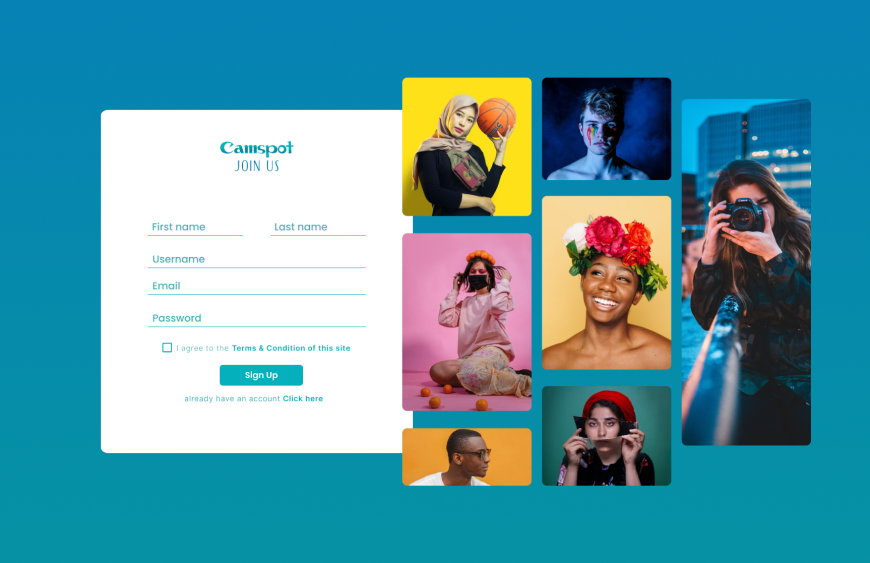 Camspot
JOIN US
First name Last name
Username
Email
Password
I agree to the Terms & Condition of this site
Sign Up
already have an account Click here